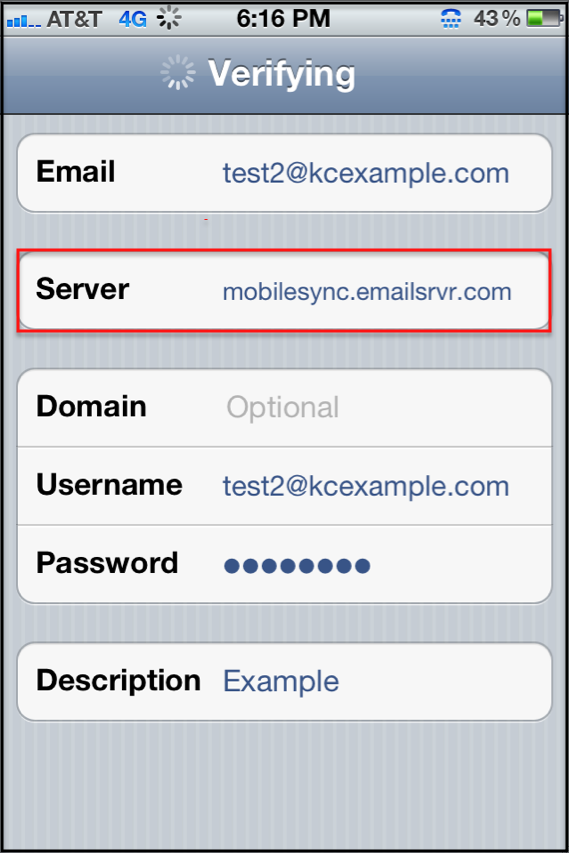 AT&T 4G 6:16 PM 43%
Verifying
Email test2@kcexample.com
Server mobilesync.emailsrvr.com
Domain Optional
Username test2@kcexample.com
Password ●●●●●●●●
Description Example